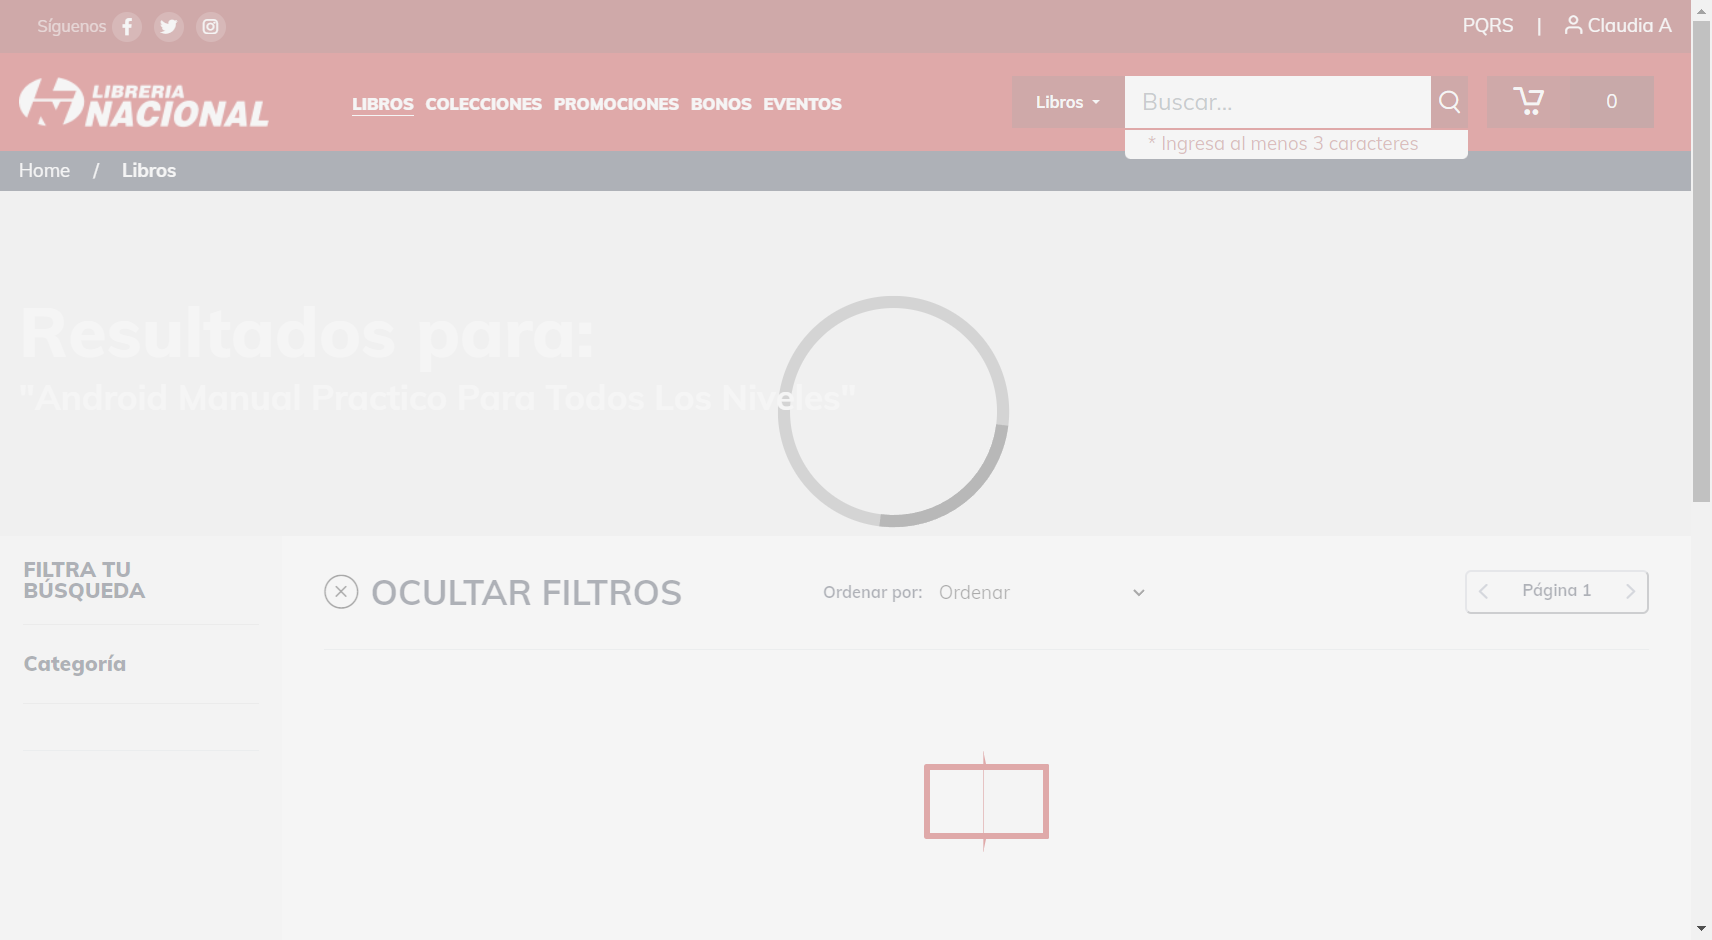 Síguenos
PQRS | Claudia A
LIBRERIA
NACIONAL
LIBROS COLECCIONES PROMOCIONES BONOS EVENTOS
Libros
Buscar...
0
* Ingresa al menos 3 caracteres
Home / Libros
Resultados para:
"Android Manual Practico Para Todos Los Niveles"
FILTRA TU
BÚSQUEDA
Categoría
OCULTAR FILTROS
Ordenar por: Ordenar
Página 1